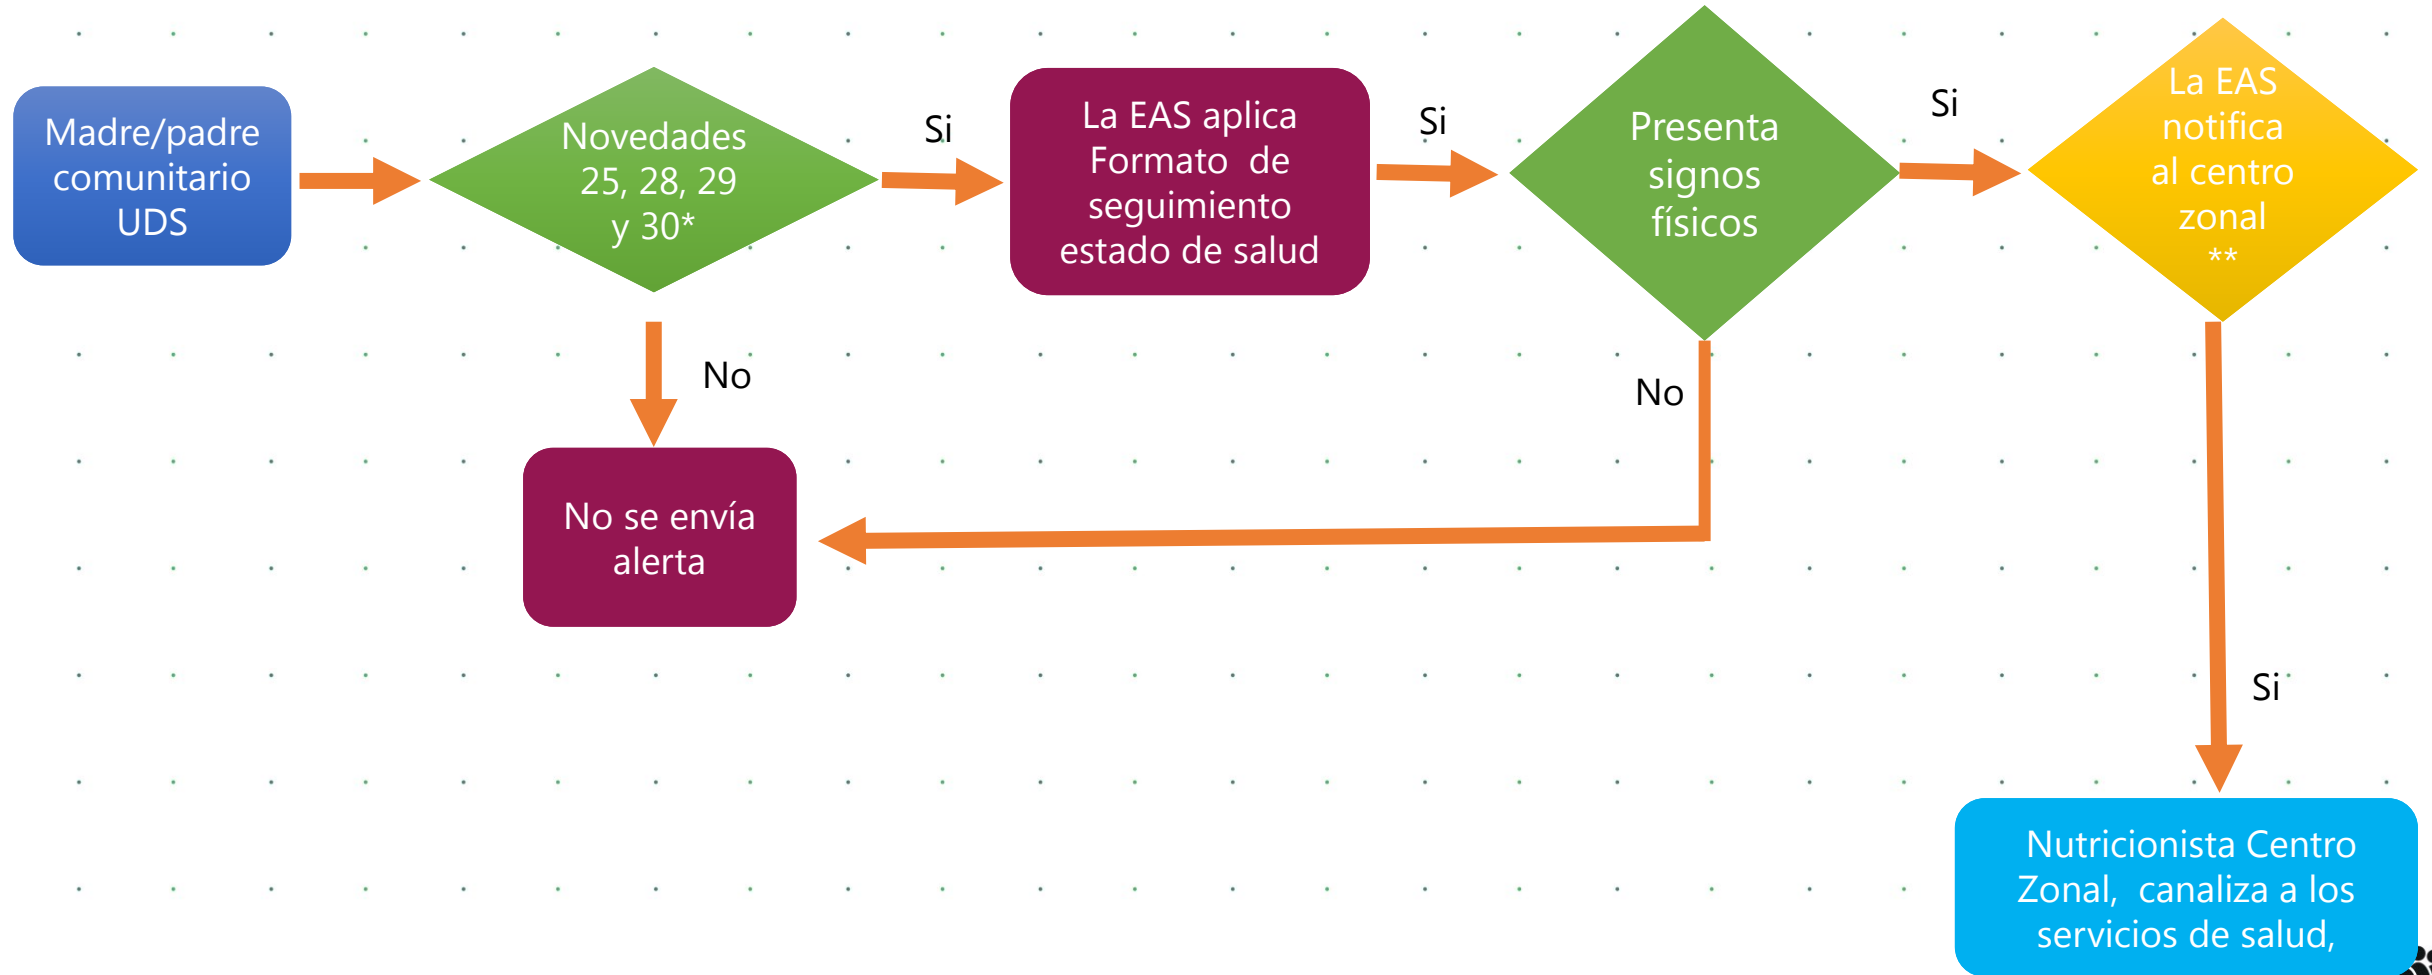 Madre/padre
comunitario
UDS
Novedades
25, 28, 29
y 30*
Si
La EAS aplica
Formato de
seguimiento
estado de salud
Si
Presenta
signos
físicos
Si
La EAS
notifica
al centro
zonal
**
No
No
No se envía
alerta
Si
Nutricionista Centro
Zonal, canaliza a los
servicios de salud,